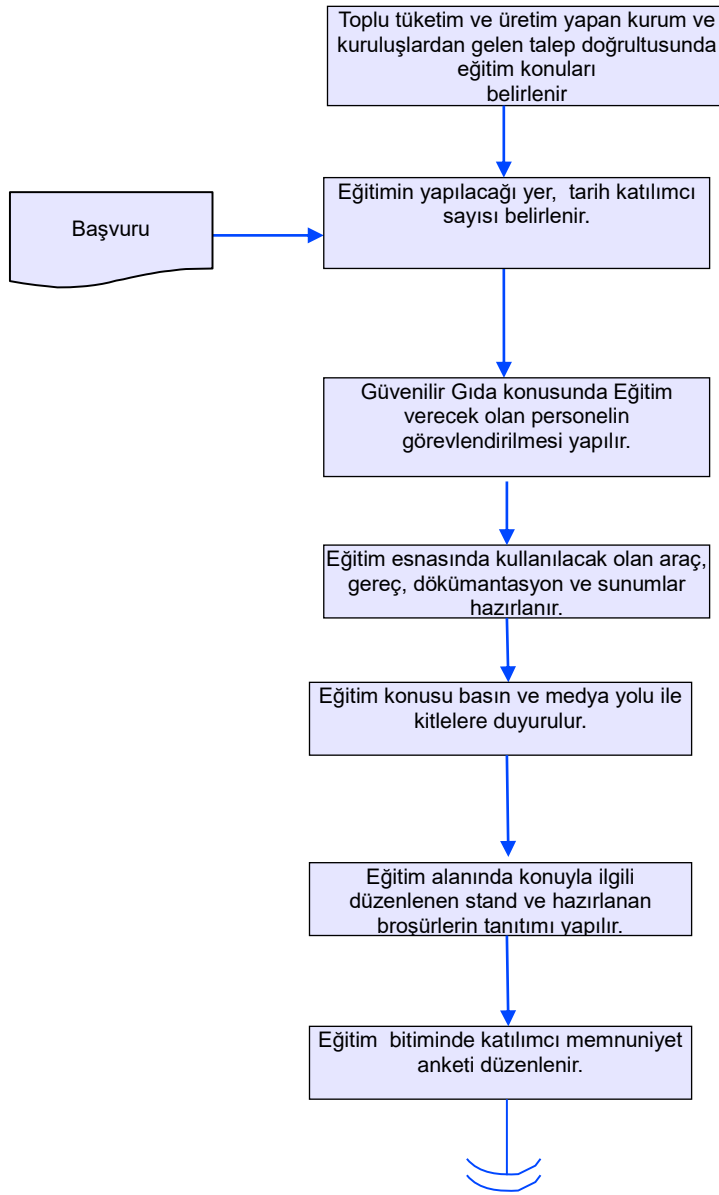 Toplu tüketim ve üretim yapan kurum ve
kuruluşlardan gelen talep doğrultusunda
eğitim konuları
belirlenir
Eğitimin yapılacağı yer, tarih katılımcı
sayısı belirlenir.
Başvuru
Güvenilir Gıda konusunda Eğitim
verecek olan personelin
görevlendirilmesi yapılır.
Eğitim esnasında kullanılacak olan araç,
gereç, dökümantasyon ve sunumlar
hazırlanır.
Eğitim konusu basın ve medya yolu ile
kitlelere duyurulur.
Eğitim alanında konuyla ilgili
düzenlenen stand ve hazırlanan
broşürlerin tanıtımı yapılır.
Eğitim bitiminde katılımcı memnuniyet
anketi düzenlenir.